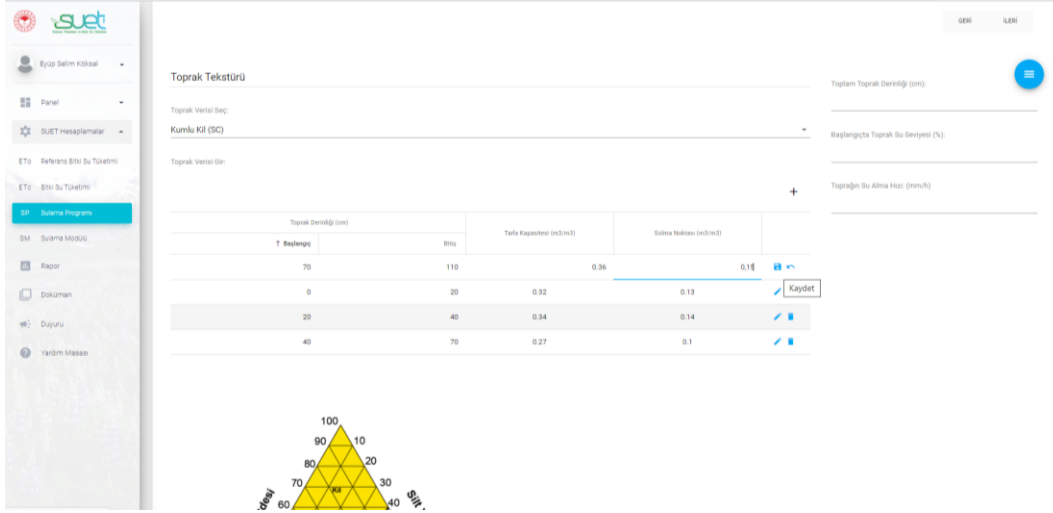 suet
GERİ İLERİ
Eyüp Selim Köksal
Panel
SUET Hesaplamalar
ETo Referans Bitki Su Tüketimi
ETc Bitki Su Tüketimi
SP Sulama Programı
SM Sulama Modülü
Rapor
Doküman
Duyuru
Yardım Masası
Toprak Tekstürü
Toprak Verisi Seç:
Kumlu Kil (SC)
Toprak Verisi Gir:
+
Toprak Derinliği (cm) Tarla Kapasitesi (m3/m3) Solma Noktası (m3/m3)
↑ Başlangıç Bitiş
70 110 0.36 0,15
Kaydet
0 20 0.32 0.13
20 40 0.34 0.14
40 70 0.27 0.1
Toplam Toprak Derinliği (cm):
Başlangıçta Toprak Su Seviyesi (%):
Toprağın Su Alma Hızı: (mm/h)
100
90 10
80 20
70 Kil 30
60 40
Silt